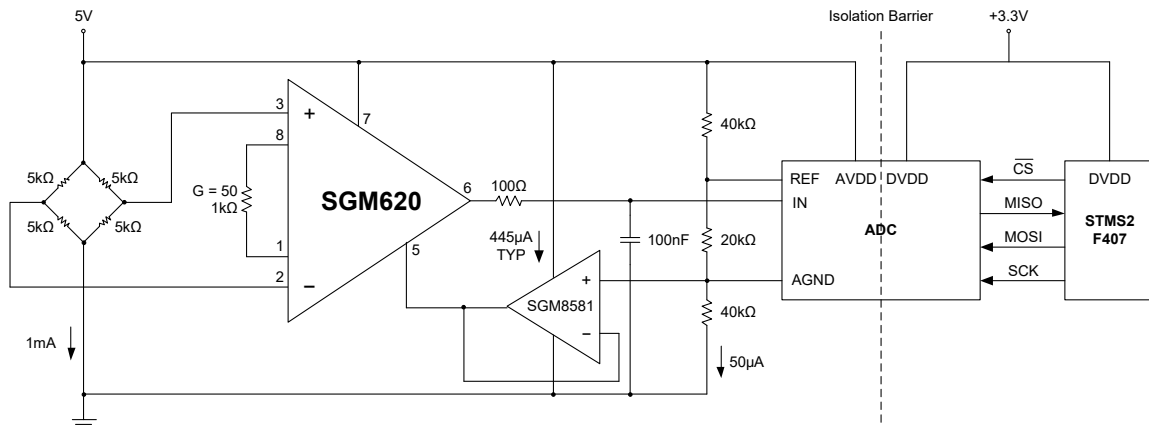 5V
Isolation Barrier
+3.3V
3
+
7
8
40kΩ
5kΩ
5kΩ
G = 50
1kΩ
SGM620
6
100Ω
REF
AVDD
DVDD
CS
DVDD
IN
MISO
STMS2
F407
5kΩ
5kΩ
1
5
445µA
TYP
100nF
20kΩ
ADC
MOSI
2
−
+
AGND
SCK
SGM8581
−
40kΩ
1mA
50µA